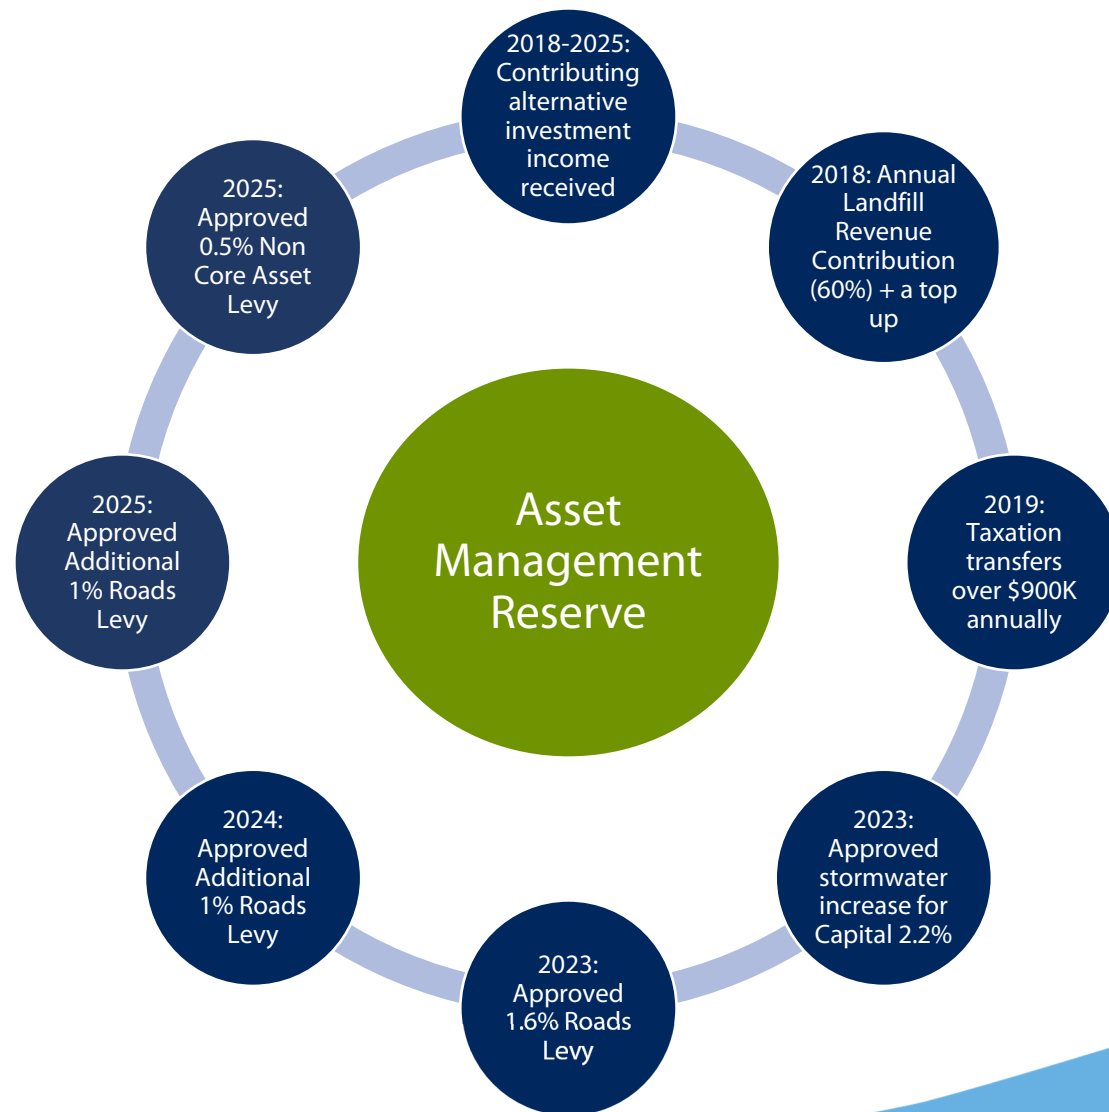 2018-2025:
Contributing
alternative
investment
income
received
2018: Annual
Landfill
Revenue
Contribution
(60%) + a top
up
2019:
Taxation
transfers
over $900K
annually
2023:
Approved
stormwater
increase for
Capital 2.2%
2023:
Approved
1.6% Roads
Levy
2024:
Approved
Additional
1% Roads
Levy
2025:
Approved
Additional
1% Roads
Levy
2025:
Approved
0.5% Non
Core Asset
Levy
Asset
Management
Reserve